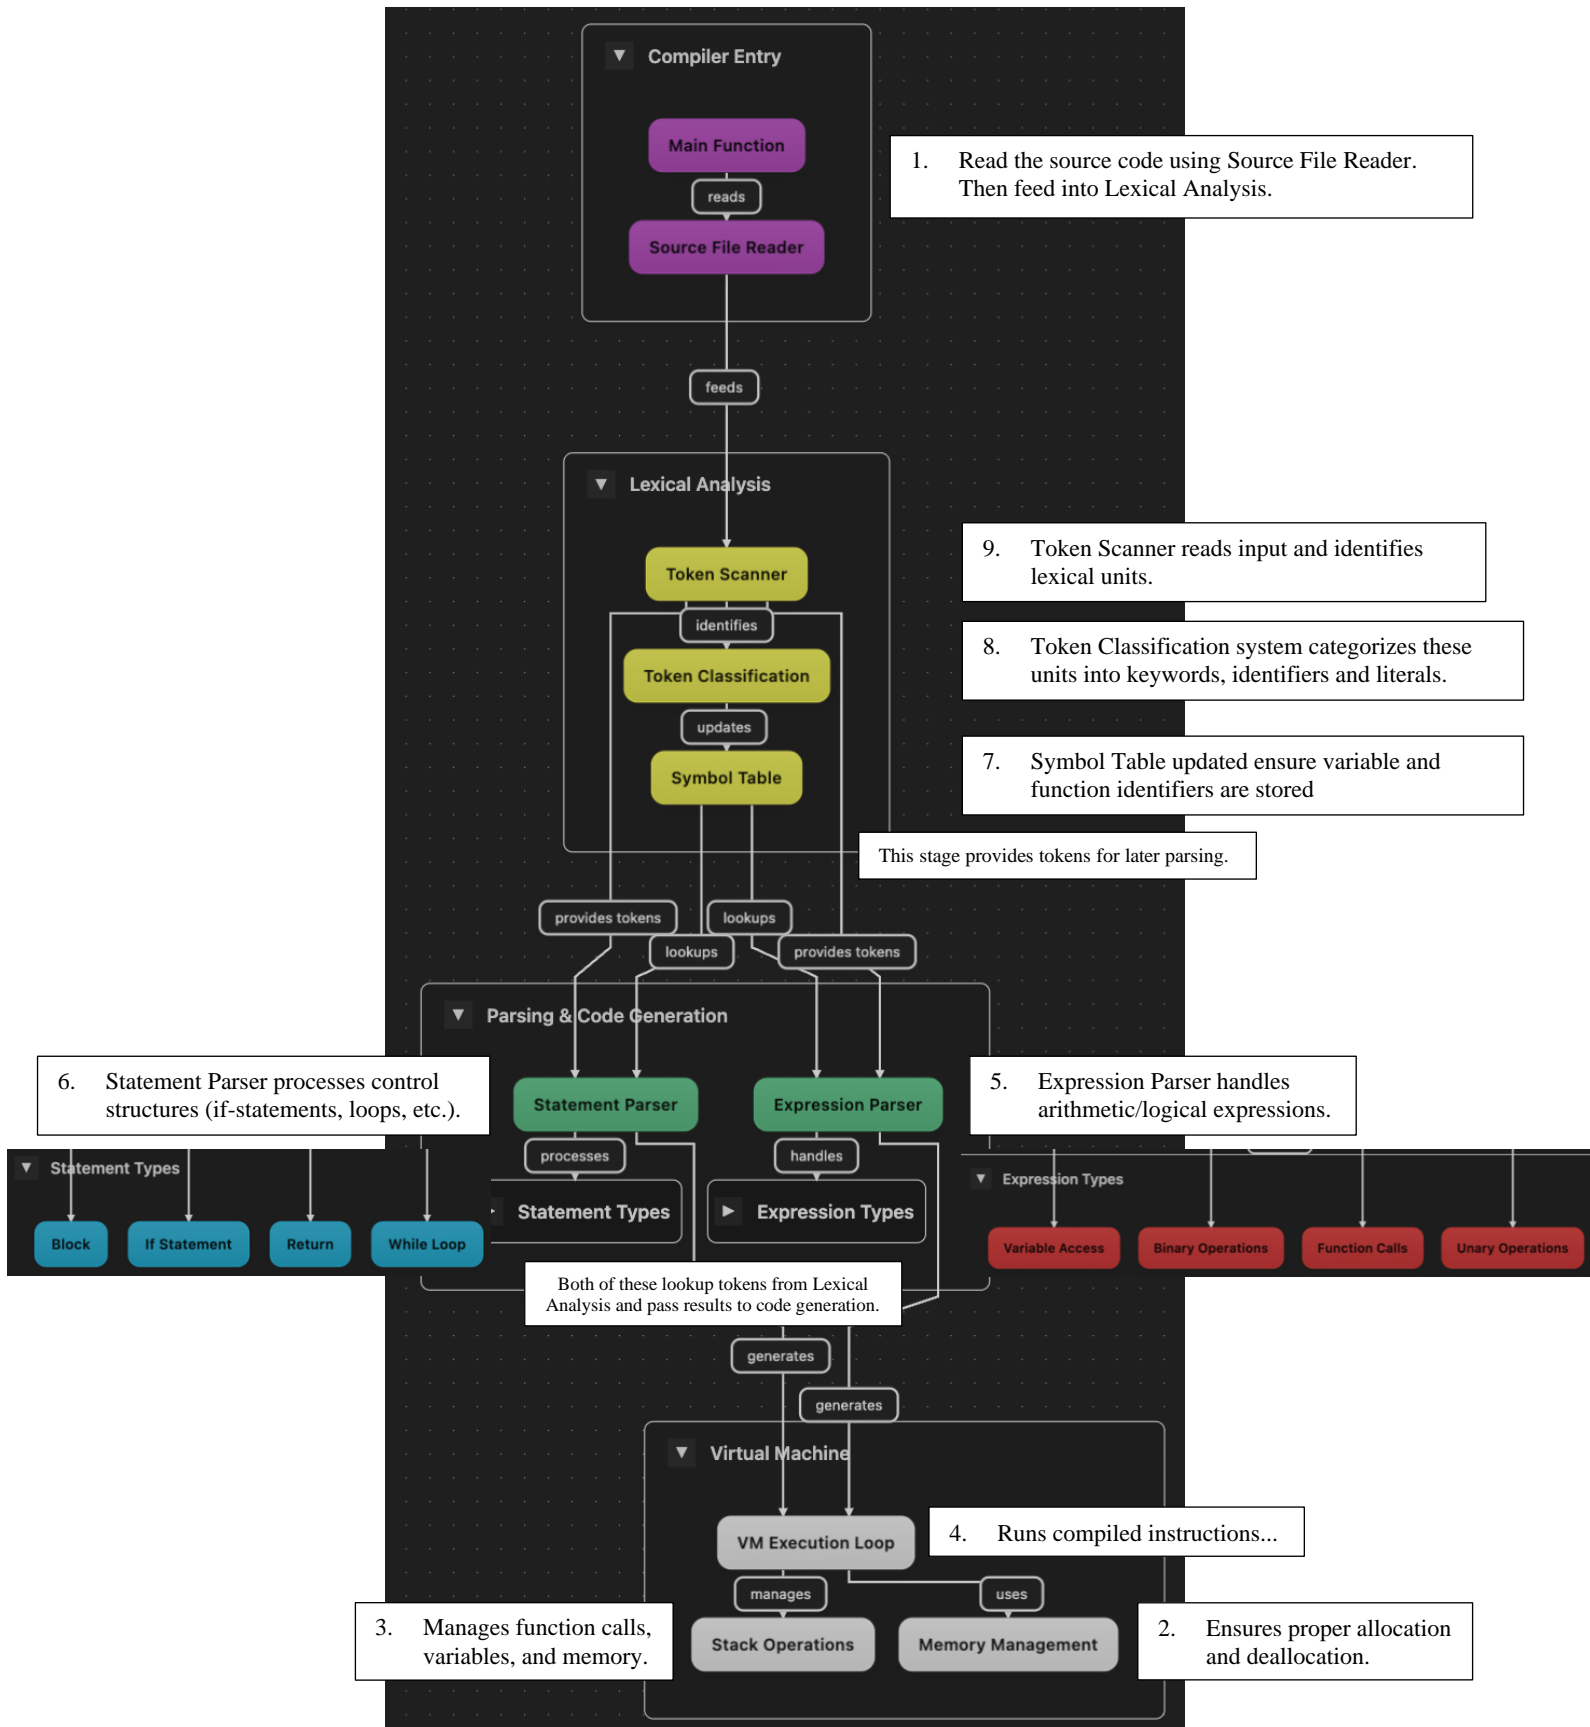 ▼ Compiler Entry
Main Function
1. Read the source code using Source File Reader.
Then feed into Lexical Analysis.
reads
Source File Reader
feeds
▼ Lexical Analysis
Token Scanner
9. Token Scanner reads input and identifies
lexical units.
identifies
8. Token Classification system categorizes these
units into keywords, identifiers and literals.
Token Classification
updates
7. Symbol Table updated ensure variable and
function identifiers are stored
Symbol Table
This stage provides tokens for later parsing.
provides tokens
lookups
lookups
provides tokens
▼ Parsing & Code Generation
6. Statement Parser processes control
structures (if-statements, loops, etc.).
Statement Parser
Expression Parser
5. Expression Parser handles
arithmetic/logical expressions.
processes
handles
▼ Statement Types
Block
If Statement
Return
While Loop
Statement Types
► Expression Types
▼ Expression Types
Variable Access
Binary Operations
Function Calls
Unary Operations
Both of these lookup tokens from Lexical
Analysis and pass results to code generation.
generates
generates
▼ Virtual Machine
VM Execution Loop
4. Runs compiled instructions...
manages
uses
3. Manages function calls,
variables, and memory.
Stack Operations
Memory Management
2. Ensures proper allocation
and deallocation.